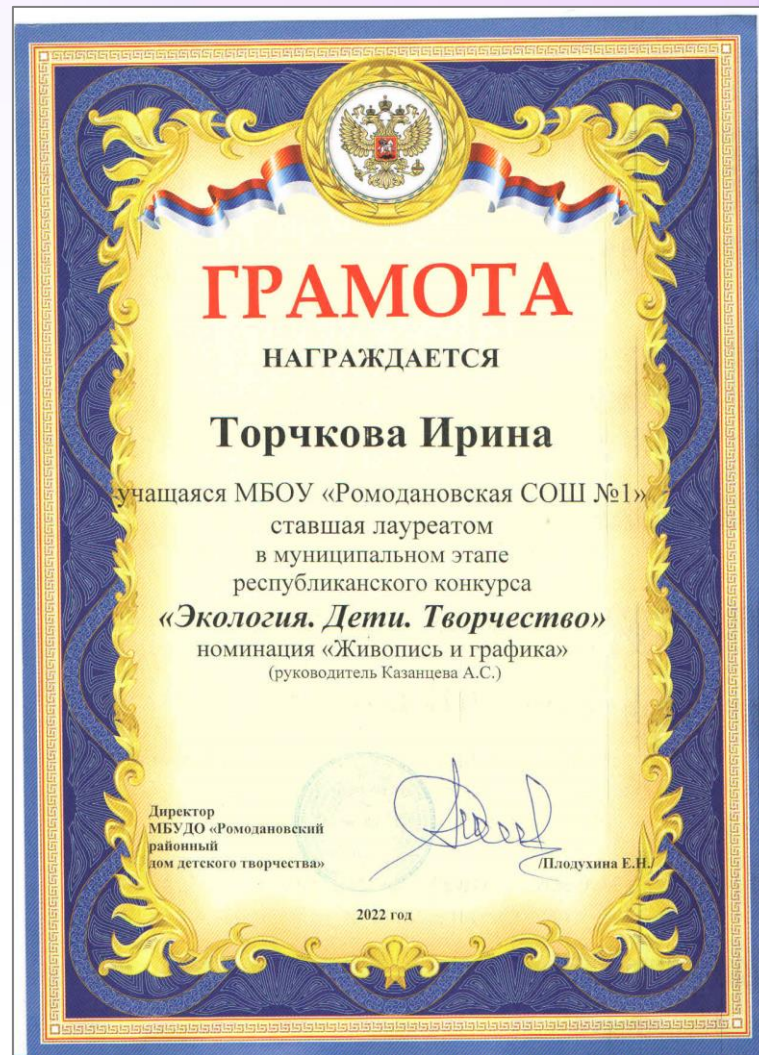 ГРАМОТА
НАГРАЖДАЕТСЯ
Торчкова Ирина
учащаяся МБОУ «Ромодановская СОШ №1»
ставшая лауреатом
в муниципальном этапе
республиканского конкурса
«Экология. Дети. Творчество»
номинация «Живопись и графика»
(руководитель Казанцева А.С.)
Директор
МБУДО «Ромодановский
районный
дом детского творчества»
/Плодухина Е.Н./
2022 год